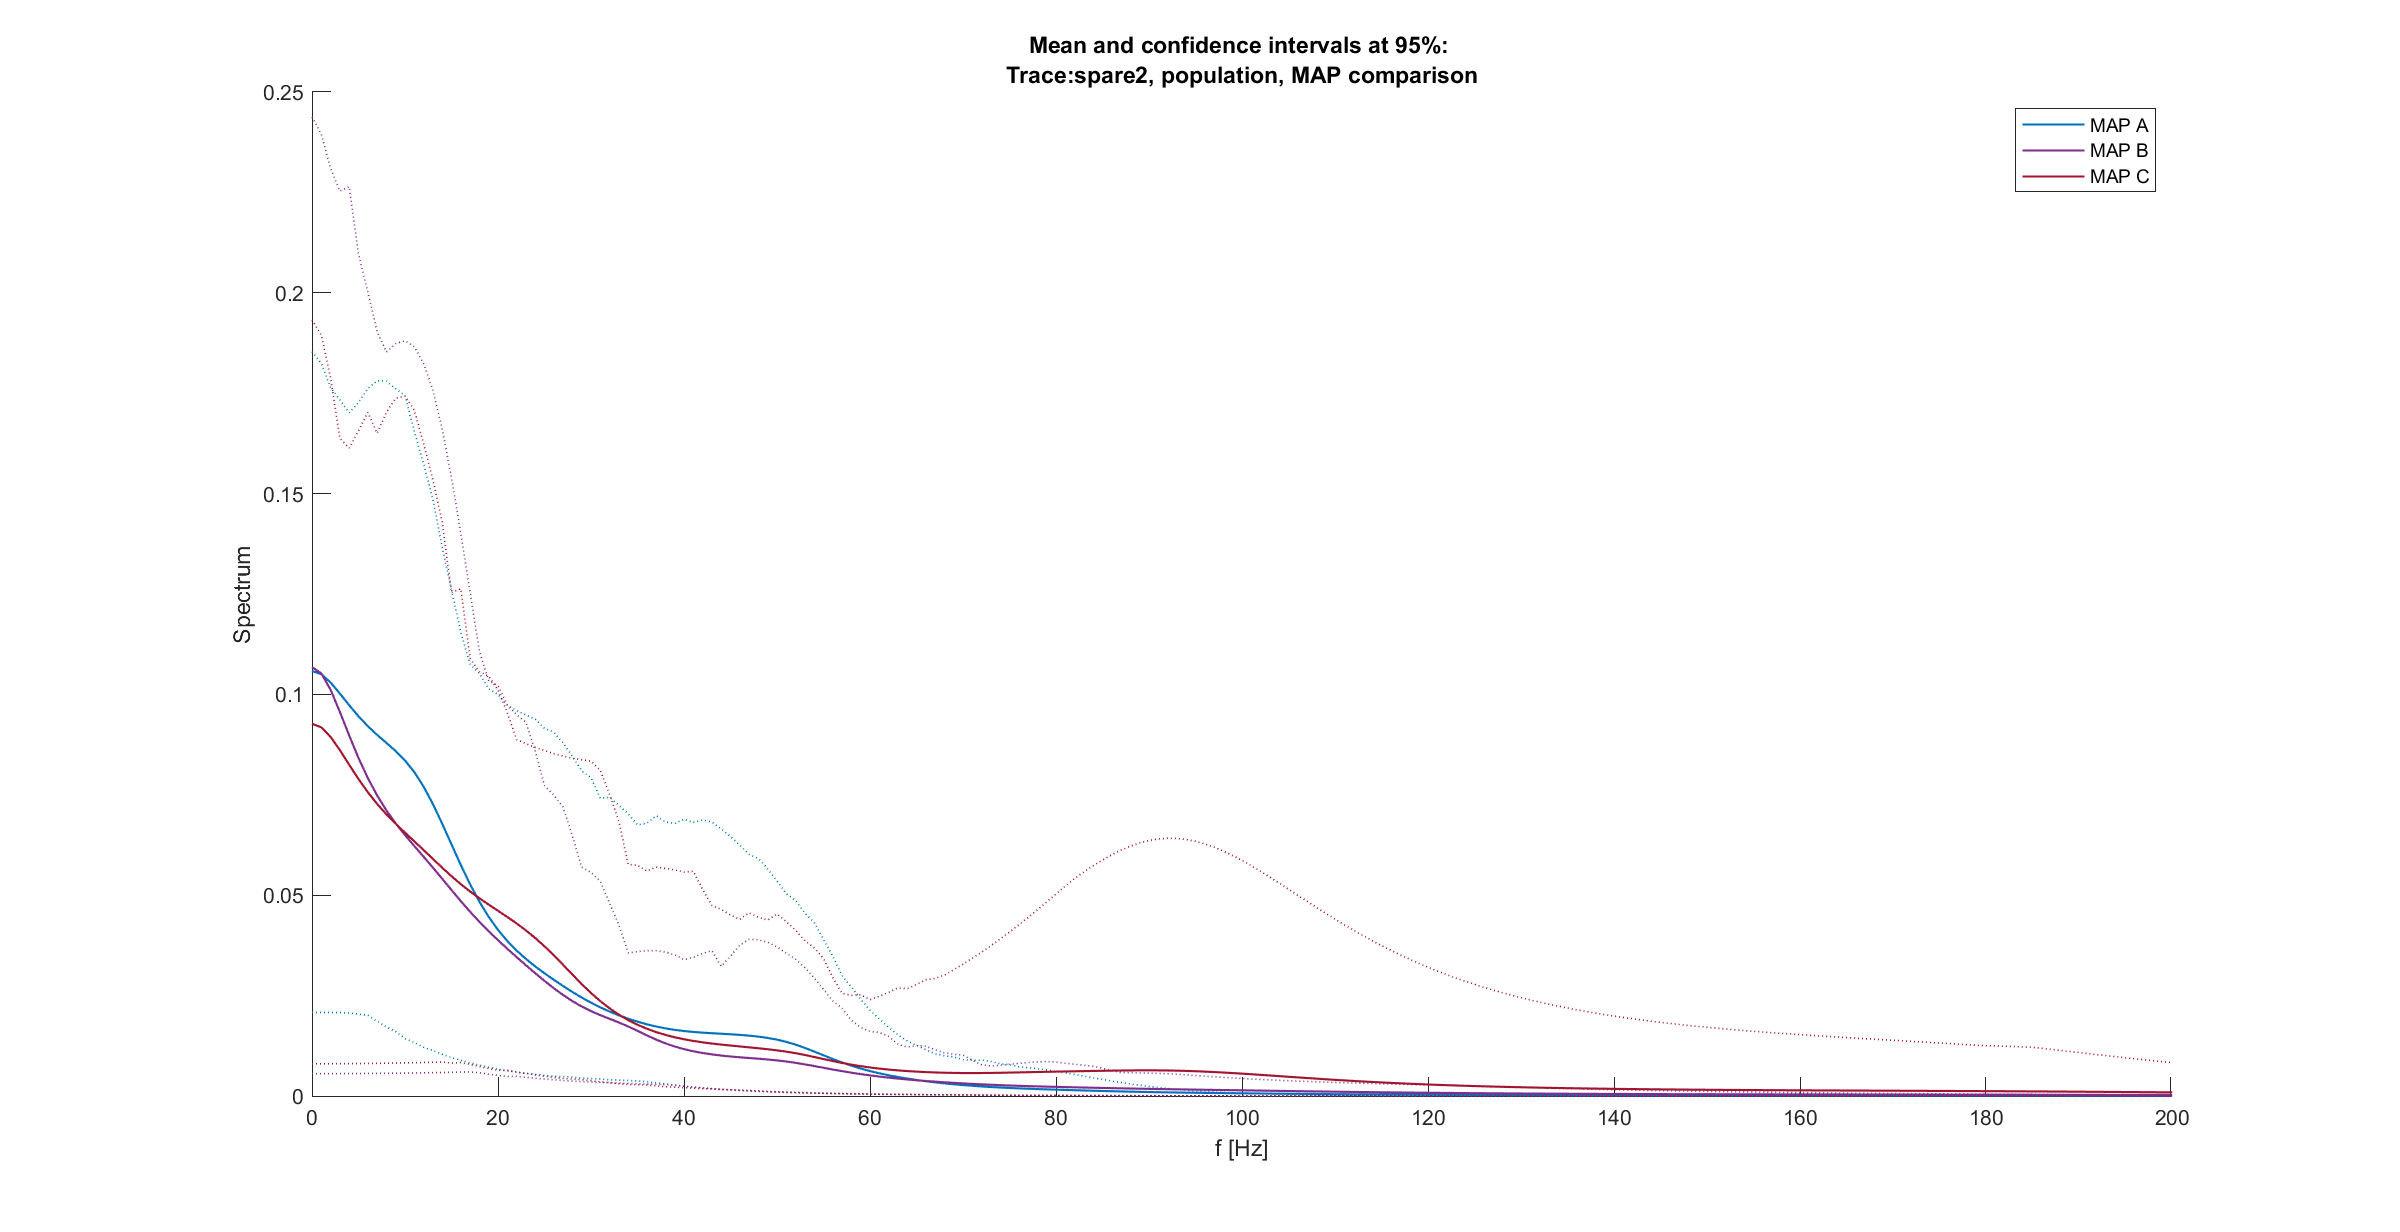 Mean and confidence intervals at 95%:
Trace:spare2, population, MAP comparison
0.25
0.2
0.15
0.1
0.05
0
Spectrum
MAP A
MAP B
MAP C
0 20 40 60 80 100 120 140 160 180 200
f [Hz]